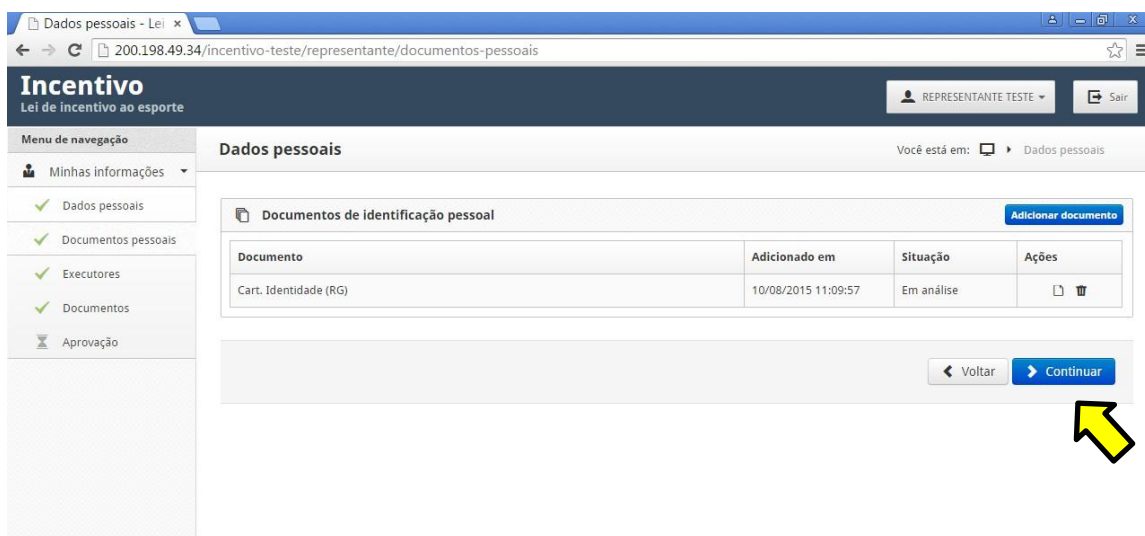 Dados pessoais - Lei
200.198.49.34/incentivo-teste/representante/documentos-pessoais
Incentivo
Lei de incentivo ao esporte
REPRESENTANTE TESTE
Sair
Menu de navegação
Minhas informações
Dados pessoais
Documentos pessoais
Executores
Documentos
Aprovação
Dados pessoais
Você está em: Dados pessoais
Documentos de identificação pessoal
Adicionar documento
Documento Adicionado em Situação Ações
Cart. Identidade (RG) 10/08/2015 11:09:57 Em análise
Voltar
Continuar